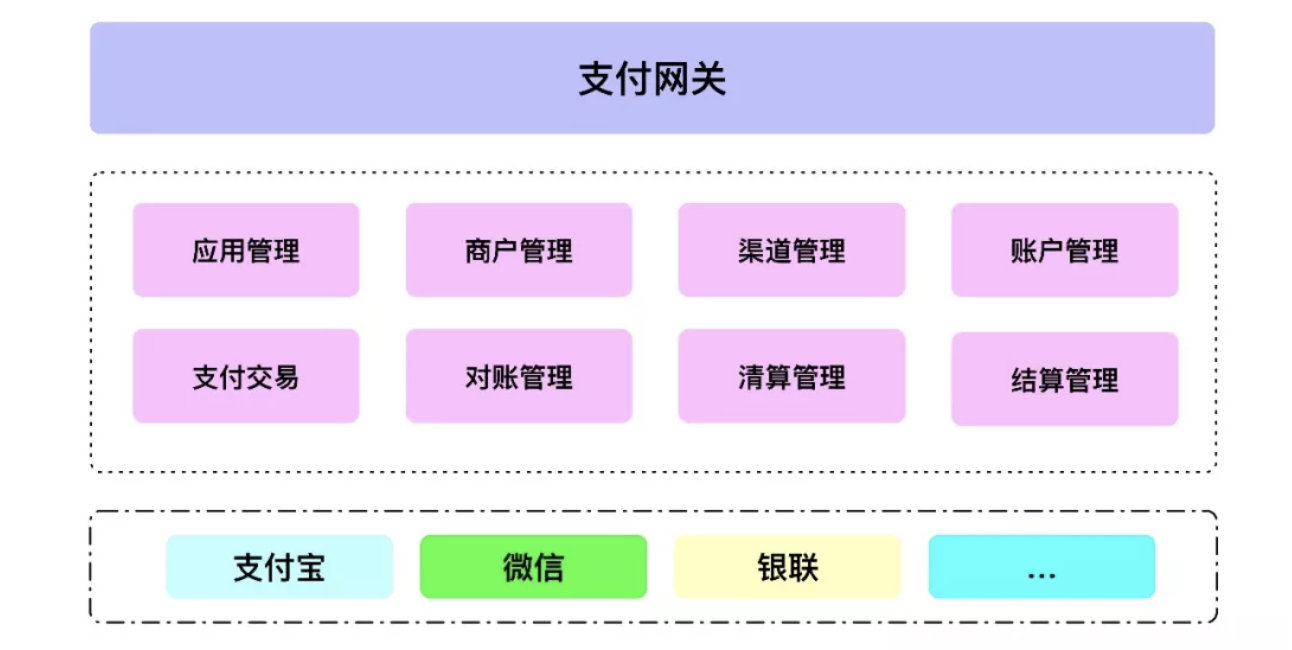 支付网关
应用管理 商户管理 渠道管理 账户管理
支付交易 对账管理 清算管理 结算管理
支付宝 微信 银联 ...